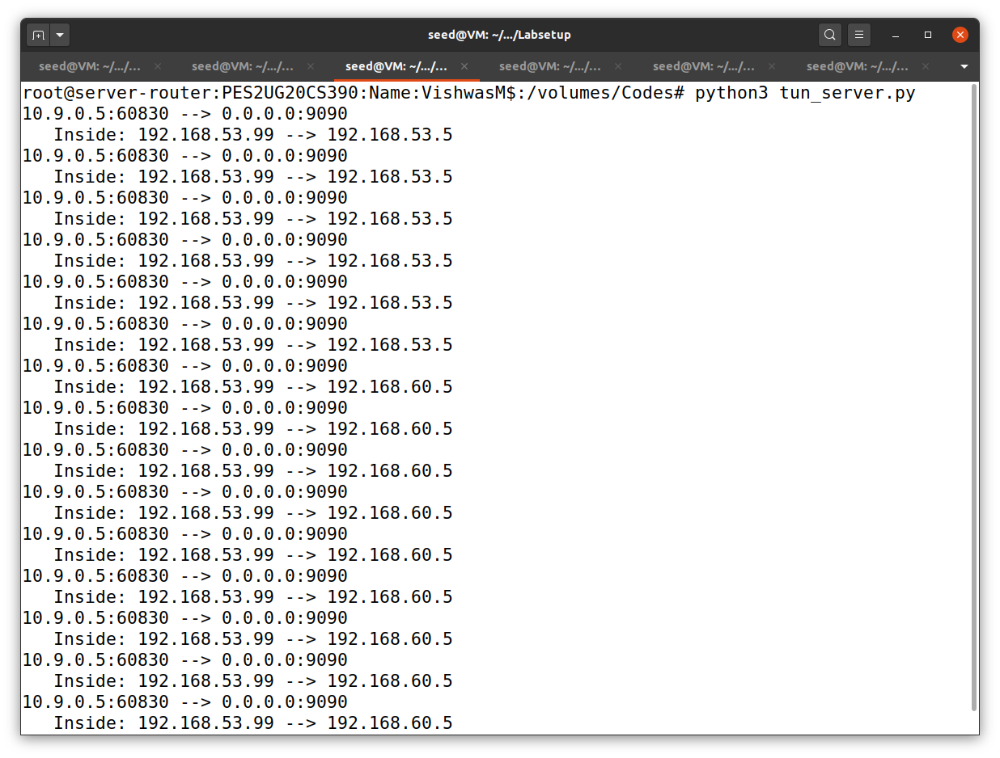 seed@VM: ~/.../Labsetup
seed@VM: ~/.../... seed@VM: ~/.../... seed@VM: ~/.../... seed@VM: ~/.../... seed@VM: ~/.../... seed@VM: ~/.../...
root@server-router:PES2UG20CS390:Name:VishwasM$:/volumes/Codes# python3 tun_server.py
10.9.0.5:60830 --> 0.0.0.0:9090
   Inside: 192.168.53.99 --> 192.168.53.5
10.9.0.5:60830 --> 0.0.0.0:9090
   Inside: 192.168.53.99 --> 192.168.53.5
10.9.0.5:60830 --> 0.0.0.0:9090
   Inside: 192.168.53.99 --> 192.168.53.5
10.9.0.5:60830 --> 0.0.0.0:9090
   Inside: 192.168.53.99 --> 192.168.53.5
10.9.0.5:60830 --> 0.0.0.0:9090
   Inside: 192.168.53.99 --> 192.168.53.5
10.9.0.5:60830 --> 0.0.0.0:9090
   Inside: 192.168.53.99 --> 192.168.53.5
10.9.0.5:60830 --> 0.0.0.0:9090
   Inside: 192.168.53.99 --> 192.168.60.5
10.9.0.5:60830 --> 0.0.0.0:9090
   Inside: 192.168.53.99 --> 192.168.60.5
10.9.0.5:60830 --> 0.0.0.0:9090
   Inside: 192.168.53.99 --> 192.168.60.5
10.9.0.5:60830 --> 0.0.0.0:9090
   Inside: 192.168.53.99 --> 192.168.60.5
10.9.0.5:60830 --> 0.0.0.0:9090
   Inside: 192.168.53.99 --> 192.168.60.5
10.9.0.5:60830 --> 0.0.0.0:9090
   Inside: 192.168.53.99 --> 192.168.60.5
10.9.0.5:60830 --> 0.0.0.0:9090
   Inside: 192.168.53.99 --> 192.168.60.5
10.9.0.5:60830 --> 0.0.0.0:9090
   Inside: 192.168.53.99 --> 192.168.60.5
10.9.0.5:60830 --> 0.0.0.0:9090
   Inside: 192.168.53.99 --> 192.168.60.5